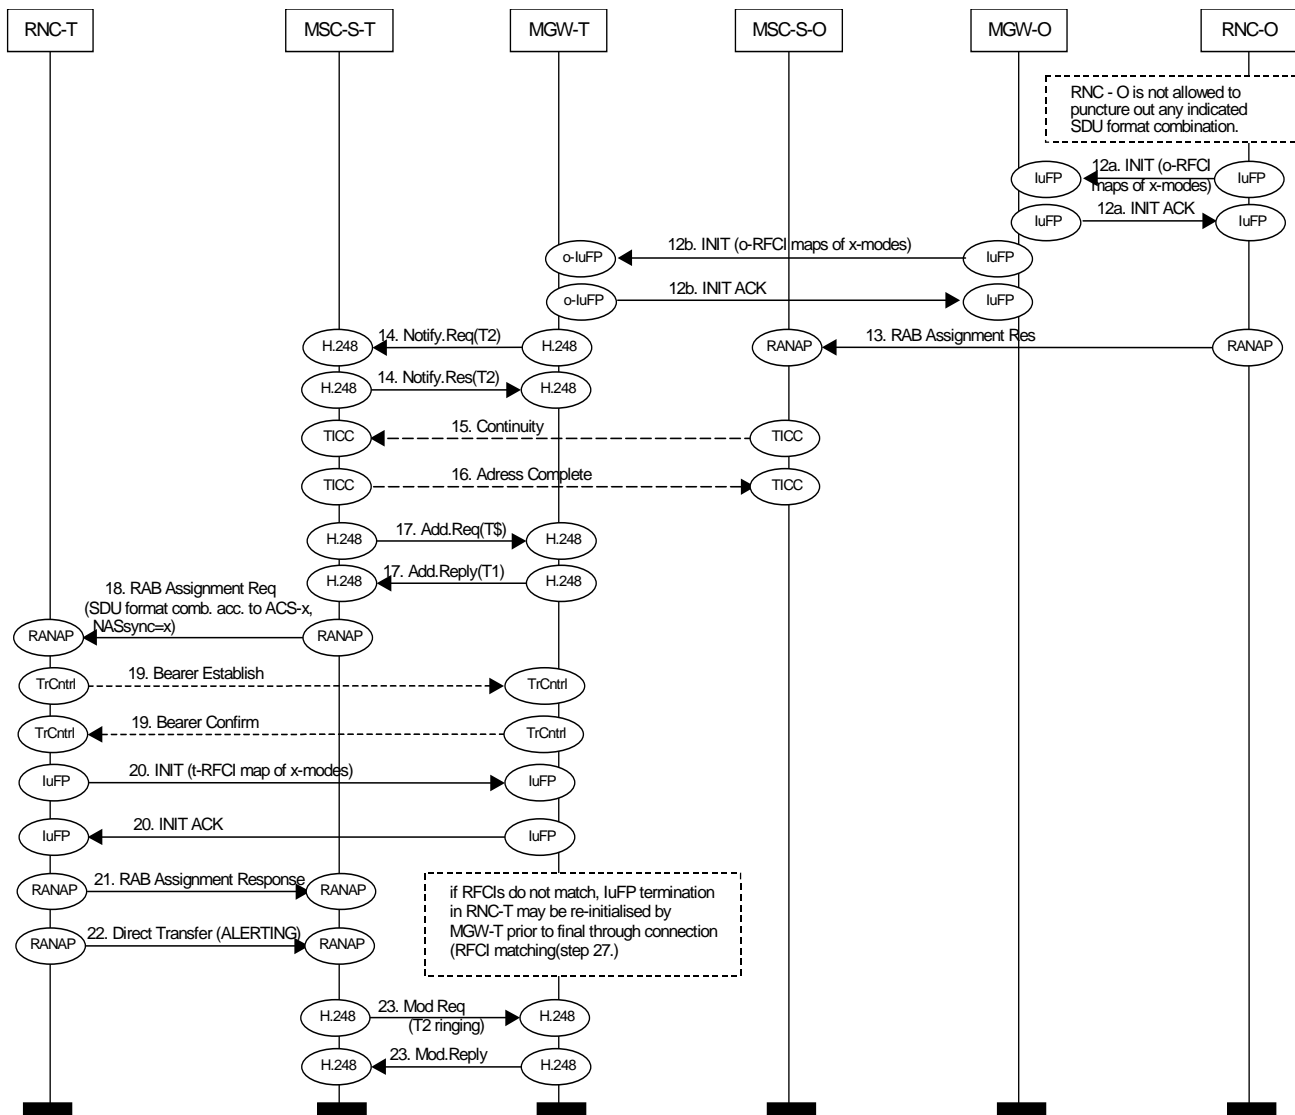 RNC-T
MSC-S-T
MGW-T
MSC-S-O
MGW-O
RNC-O
RNC - O is not allowed to
puncture out any indicated
SDU format combination.
IuFP
12a. INIT (o-RFCI
maps of x-modes)
IuFP
IuFP
12a. INIT ACK
IuFP
o-IuFP
12b. INIT (o-RFCI maps of x-modes)
IuFP
o-IuFP
12b. INIT ACK
IuFP
H.248
14. Notify.Req(T2)
H.248
RANAP
13. RAB Assignment Res
RANAP
H.248
14. Notify.Res(T2)
H.248
TICC
15. Continuity
TICC
TICC
16. Adress Complete
TICC
H.248
17. Add.Req(T$)
H.248
H.248
17. Add.Reply(T1)
H.248
18. RAB Assignment Req
(SDU format comb. acc. to ACS-x,
NASsync=x)
RANAP
RANAP
TrCntrl
19. Bearer Establish
TrCntrl
TrCntrl
19. Bearer Confirm
TrCntrl
IuFP
20. INIT (t-RFCI map of x-modes)
IuFP
IuFP
20. INIT ACK
IuFP
RANAP
21. RAB Assignment Response
RANAP
if RFCIs do not match, IuFP termination
in RNC-T may be re-initialised by
MGW-T prior to final through connection
(RFCI matching(step 27.)
RANAP
22. Direct Transfer (ALERTING)
RANAP
H.248
23. Mod Req
(T2 ringing)
H.248
H.248
23. Mod.Reply
H.248